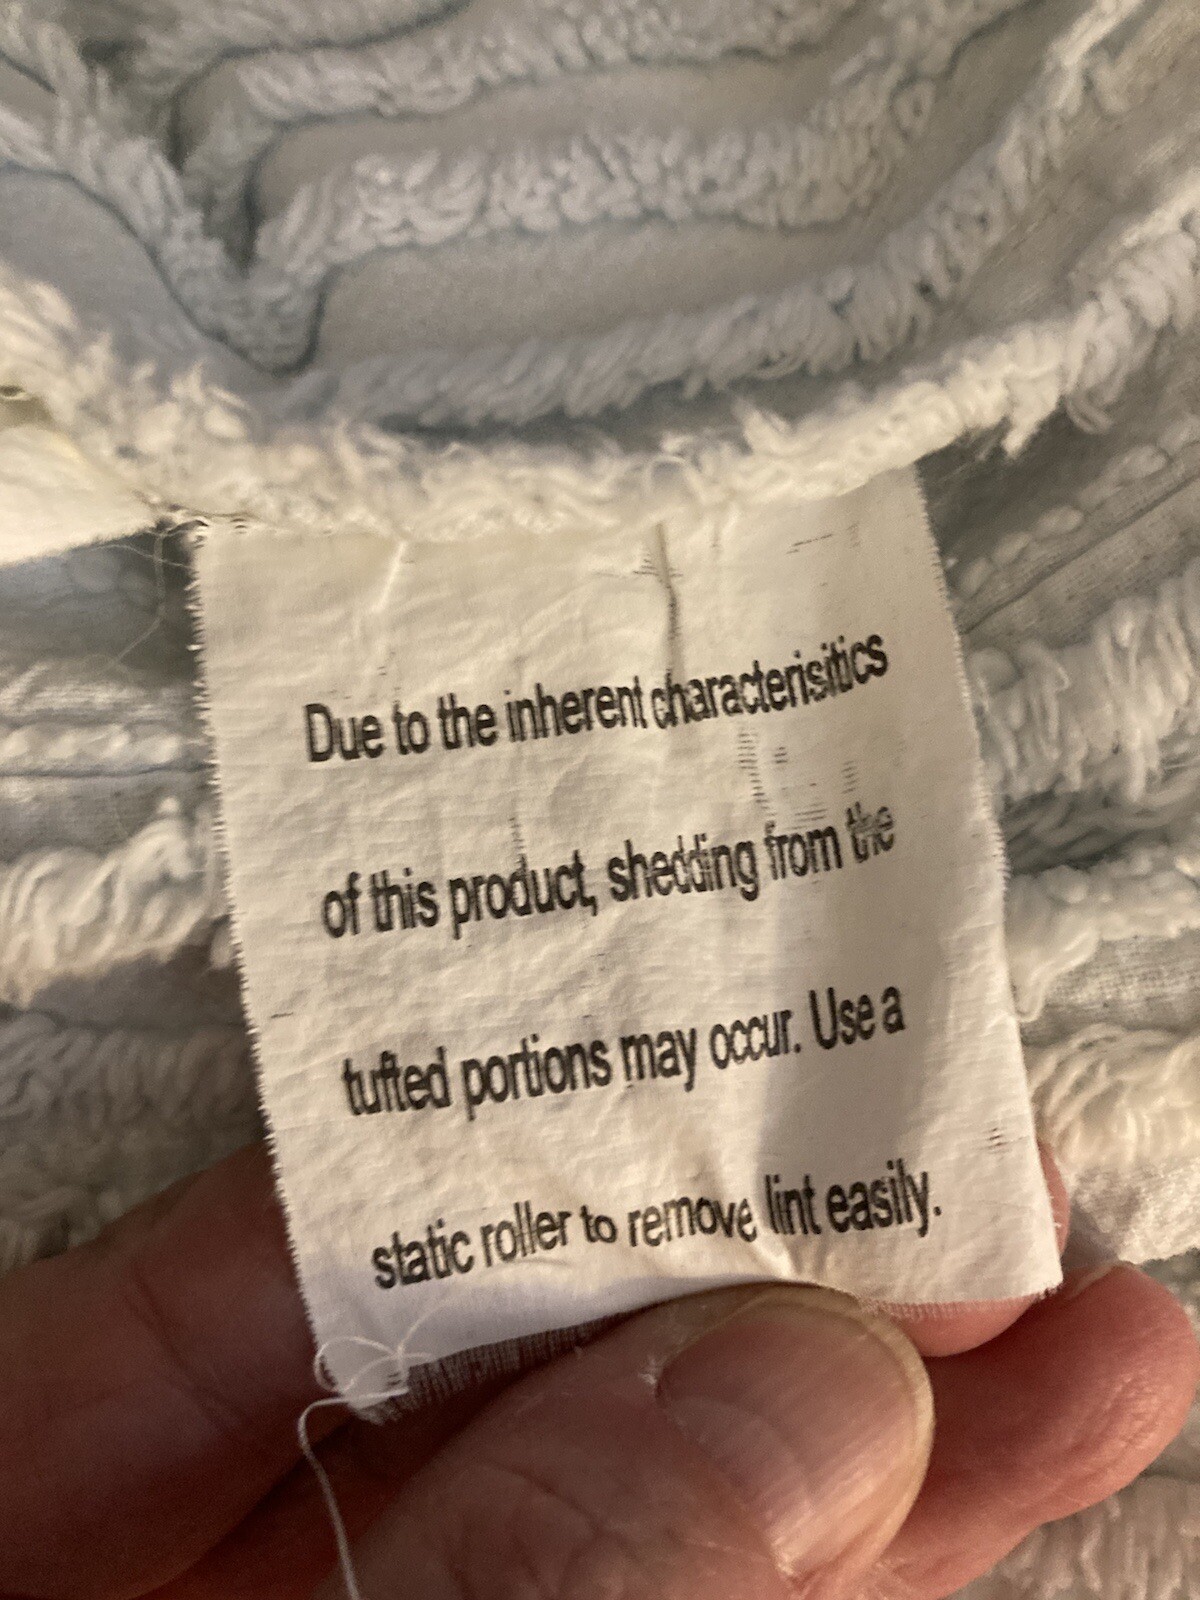 Due to the inherent characterisitics
of this product, shedding from the
tufted portions may occur. Use a
static roller to remove lint easily.